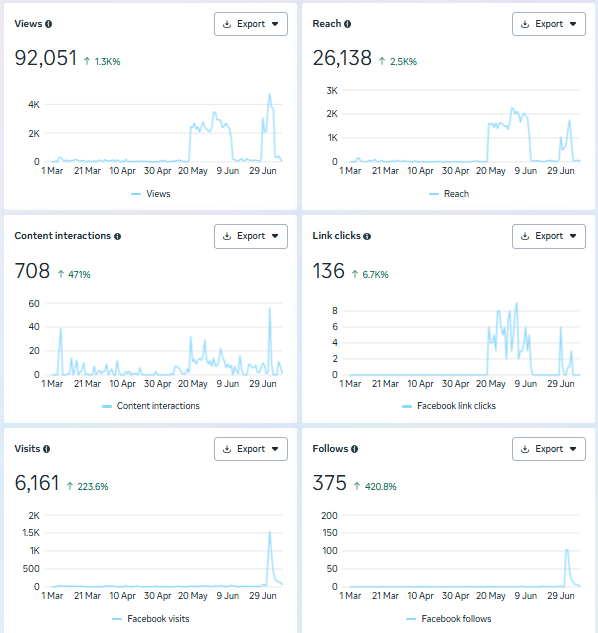 Views Export Reach Export
92,051 1.3K% 26,138 2.5K%
4K
2K
0
1 Mar 21 Mar 10 Apr 30 Apr 20 May 9 Jun 29 Jun
Views
3K
2K
1K
0
1 Mar 21 Mar 10 Apr 30 Apr 20 May 9 Jun 29 Jun
Reach
Content interactions Export Link clicks Export
708 471% 136 6.7K%
60
40
20
0
1 Mar 21 Mar 10 Apr 30 Apr 20 May 9 Jun 29 Jun
Content interactions
8
6
4
2
0
1 Mar 21 Mar 10 Apr 30 Apr 20 May 9 Jun 29 Jun
Facebook link clicks
Visits Export Follows Export
6,161 223.6% 375 420.8%
2K
1.5K
1K
500
0
1 Mar 21 Mar 10 Apr 30 Apr 20 May 9 Jun 29 Jun
Facebook visits
200
150
100
50
0
1 Mar 21 Mar 10 Apr 30 Apr 20 May 9 Jun 29 Jun
Facebook follows